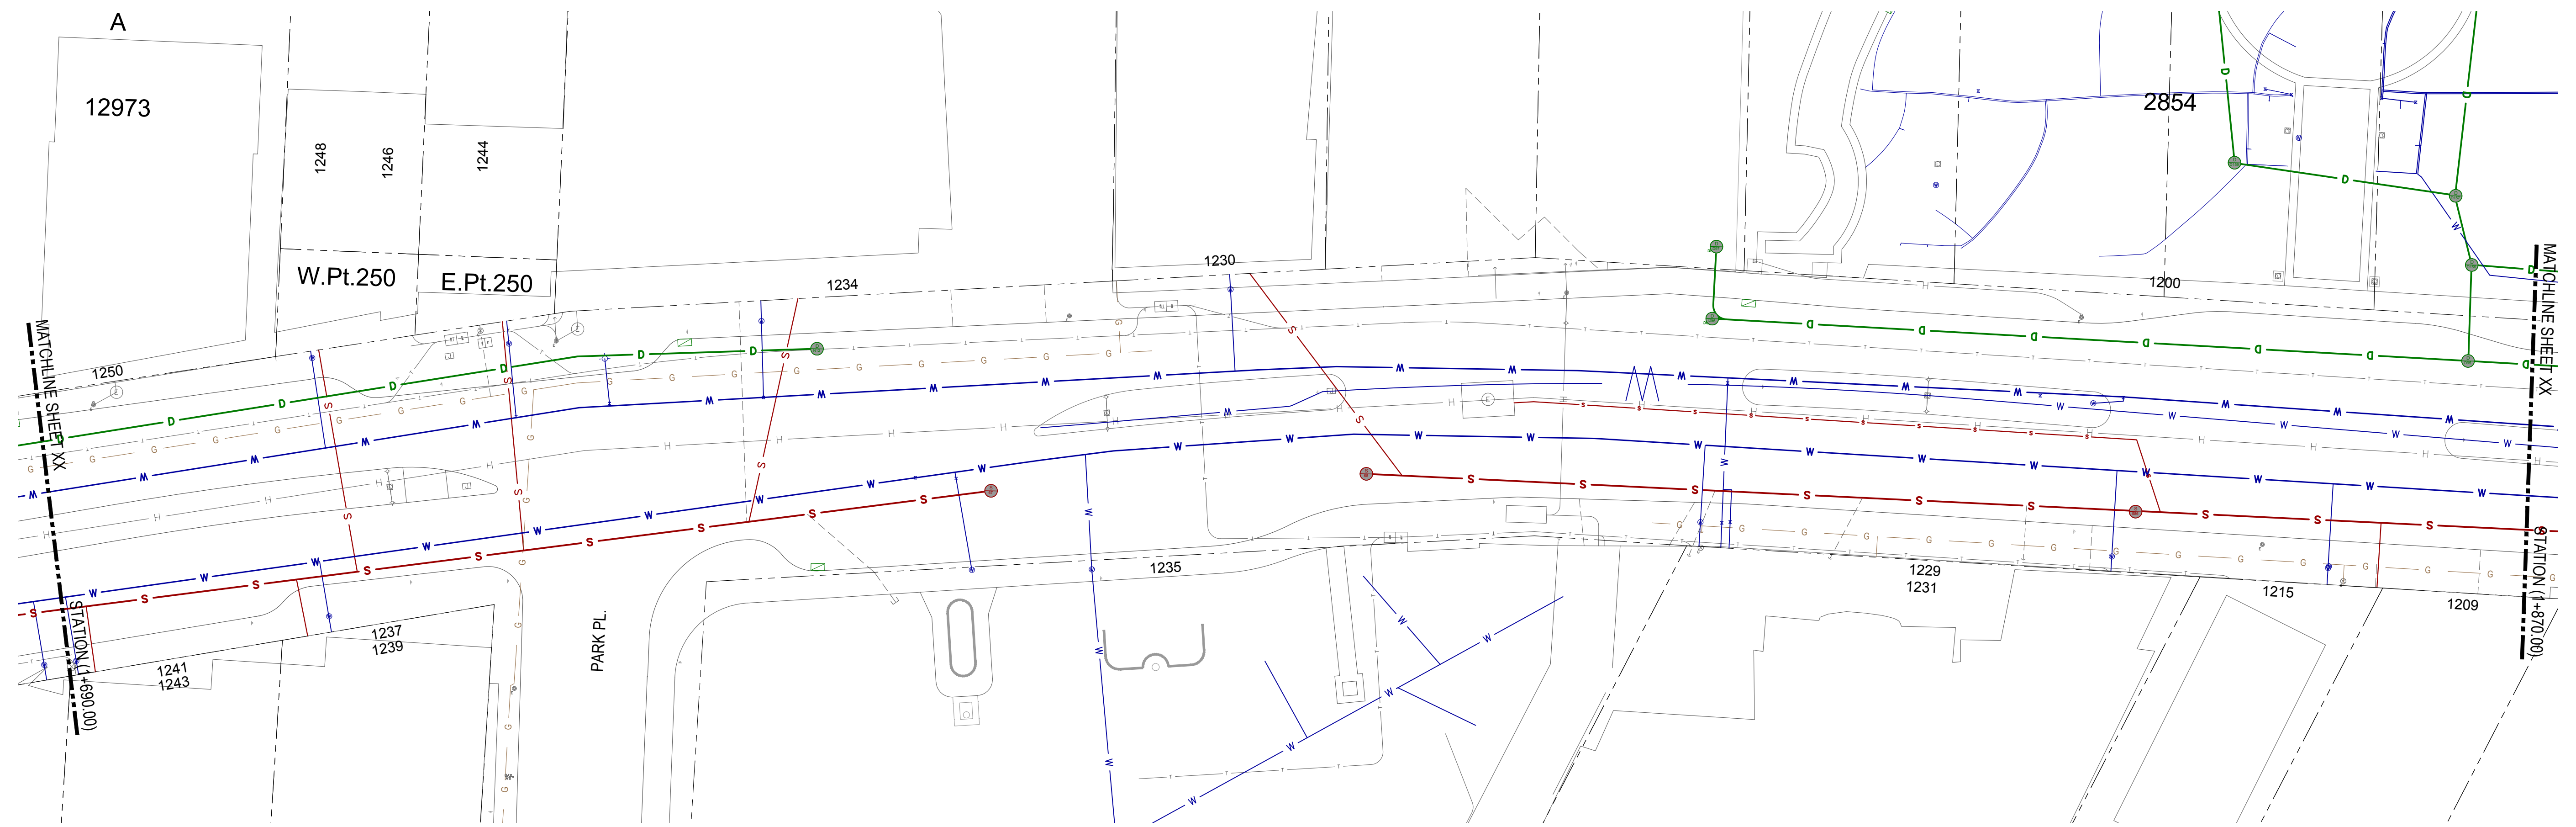 A
12973
1248
1246
1244
2854
W.Pt.250
E.Pt.250
1234
1230
1200
1250
MATCHLINE SHEET XX
STATION (1+690.00)
MATCHLINE SHEET XX
STATION (1+870.00)
1235
1229
1231
1215
1209
1237
1239
1241
1243
PARK PL.